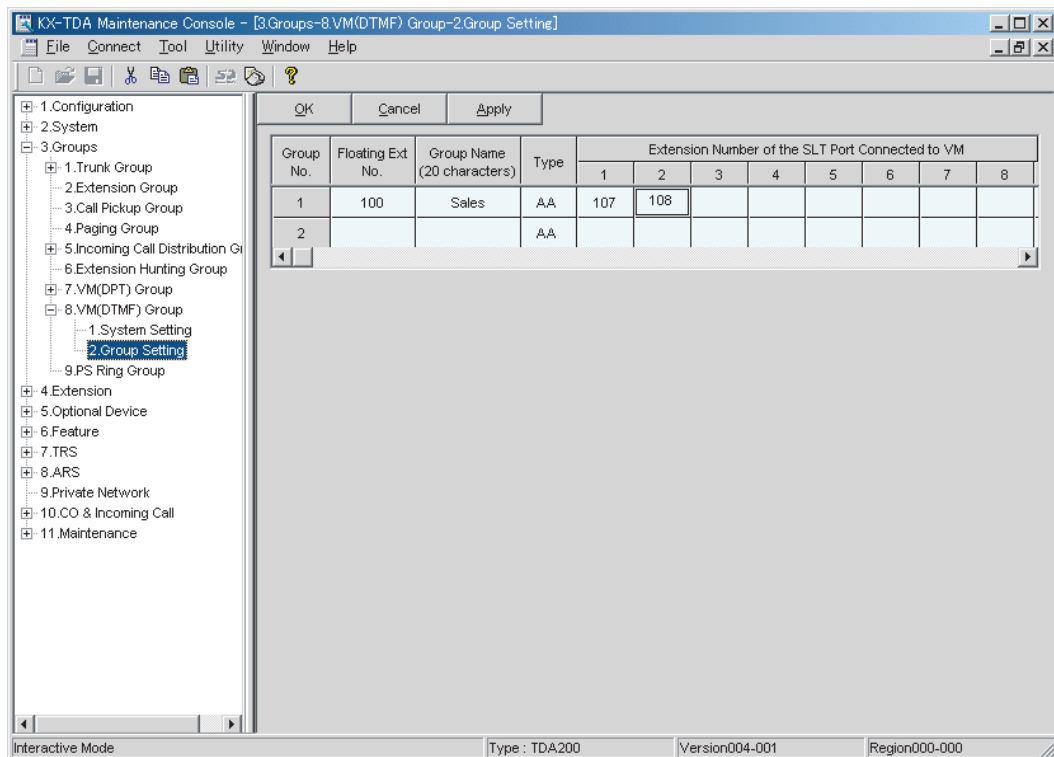 KX-TDA Maintenance Console - [3.Groups-8.VM(DTMF) Group-2.Group Setting]
File Connect Tool Utility Window Help
1.Configuration
2.System
3.Groups
1.Trunk Group
2.Extension Group
3.Call Pickup Group
4.Paging Group
5.Incoming Call Distribution Gr
6.Extension Hunting Group
7.VM(DPT) Group
8.VM(DTMF) Group
1.System Setting
2.Group Setting
9.PS Ring Group
4.Extension
5.Optional Device
6.Feature
7.TRS
8.ARS
9.Private Network
10.CO & Incoming Call
11.Maintenance
OK Cancel Apply
Group No. Floating Ext No. Group Name (20 characters) Type Extension Number of the SLT Port Connected to VM
1 2 3 4 5 6 7 8
1 100 Sales AA 107 108
2 AA
Interactive Mode Type : TDA200 Version004-001 Region000-000